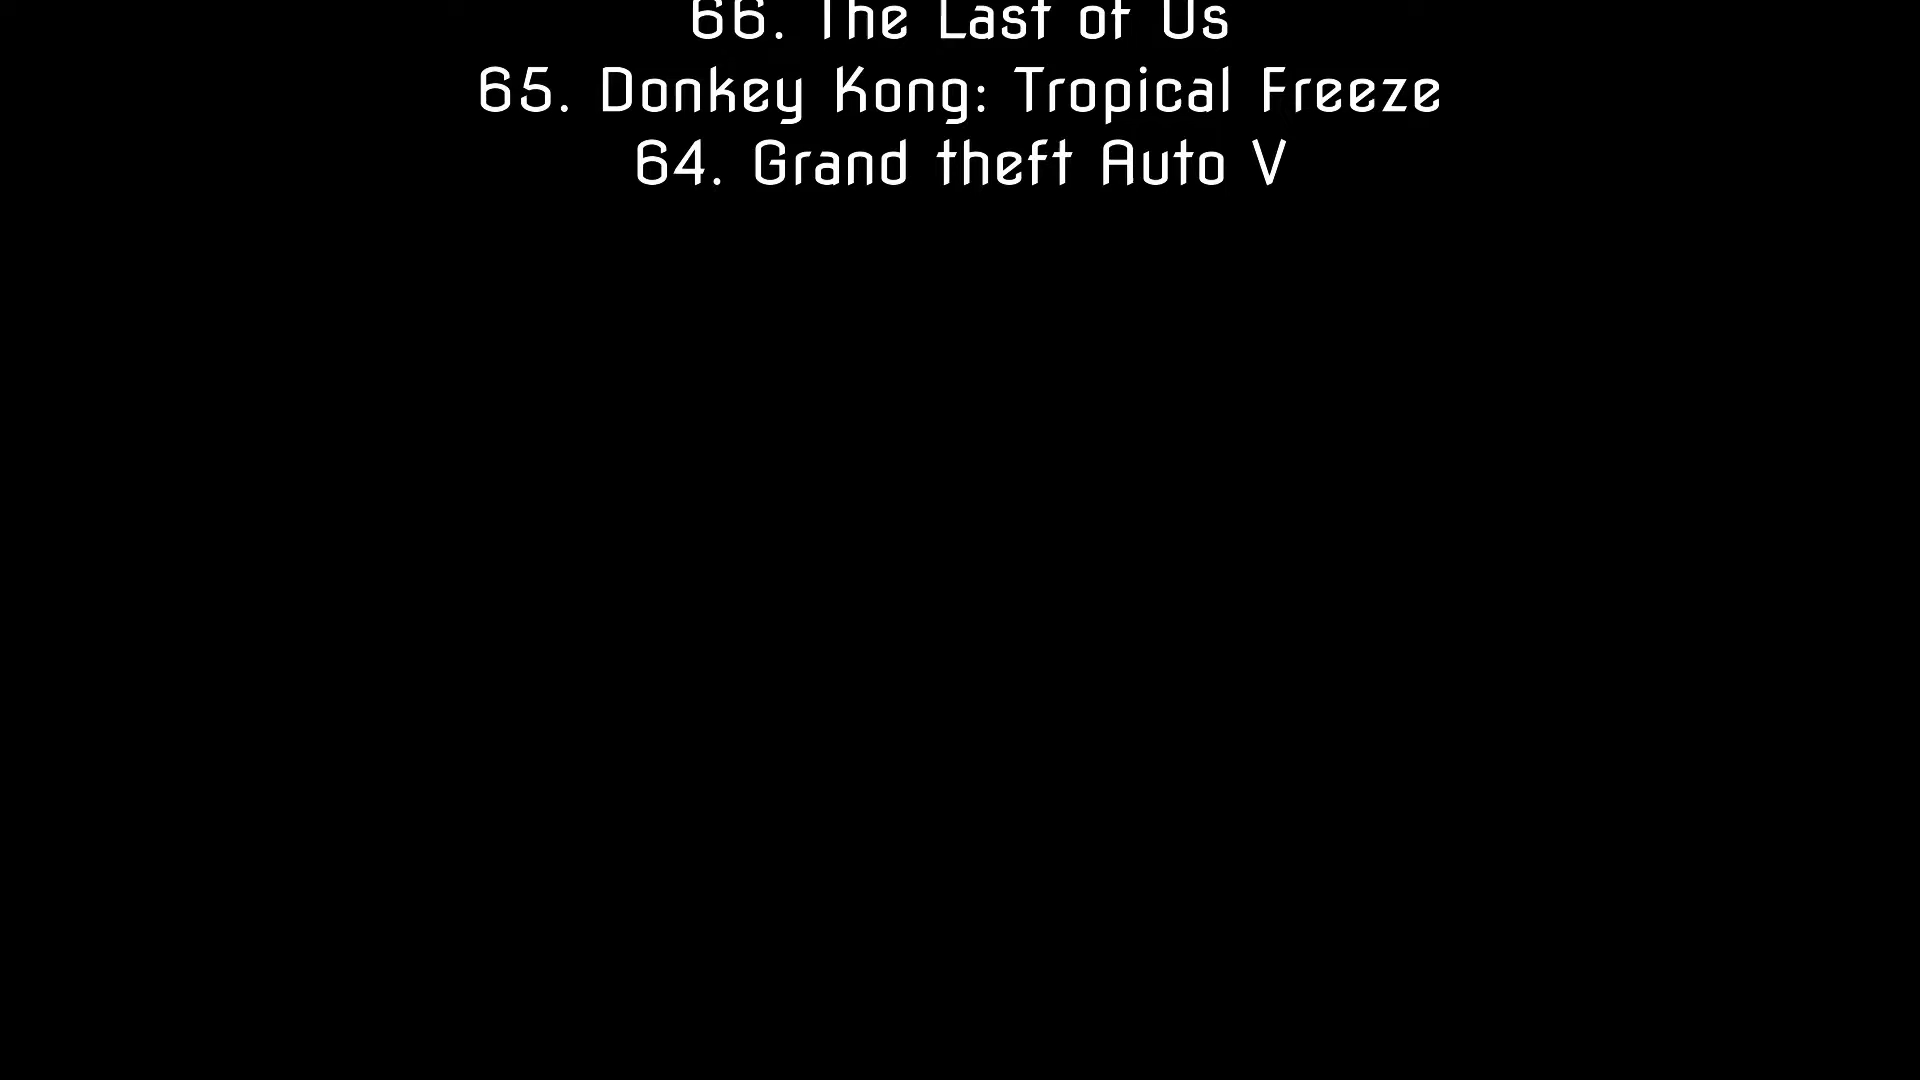 66. The Last of Us
65. Donkey Kong: Tropical Freeze
64. Grand theft Auto V